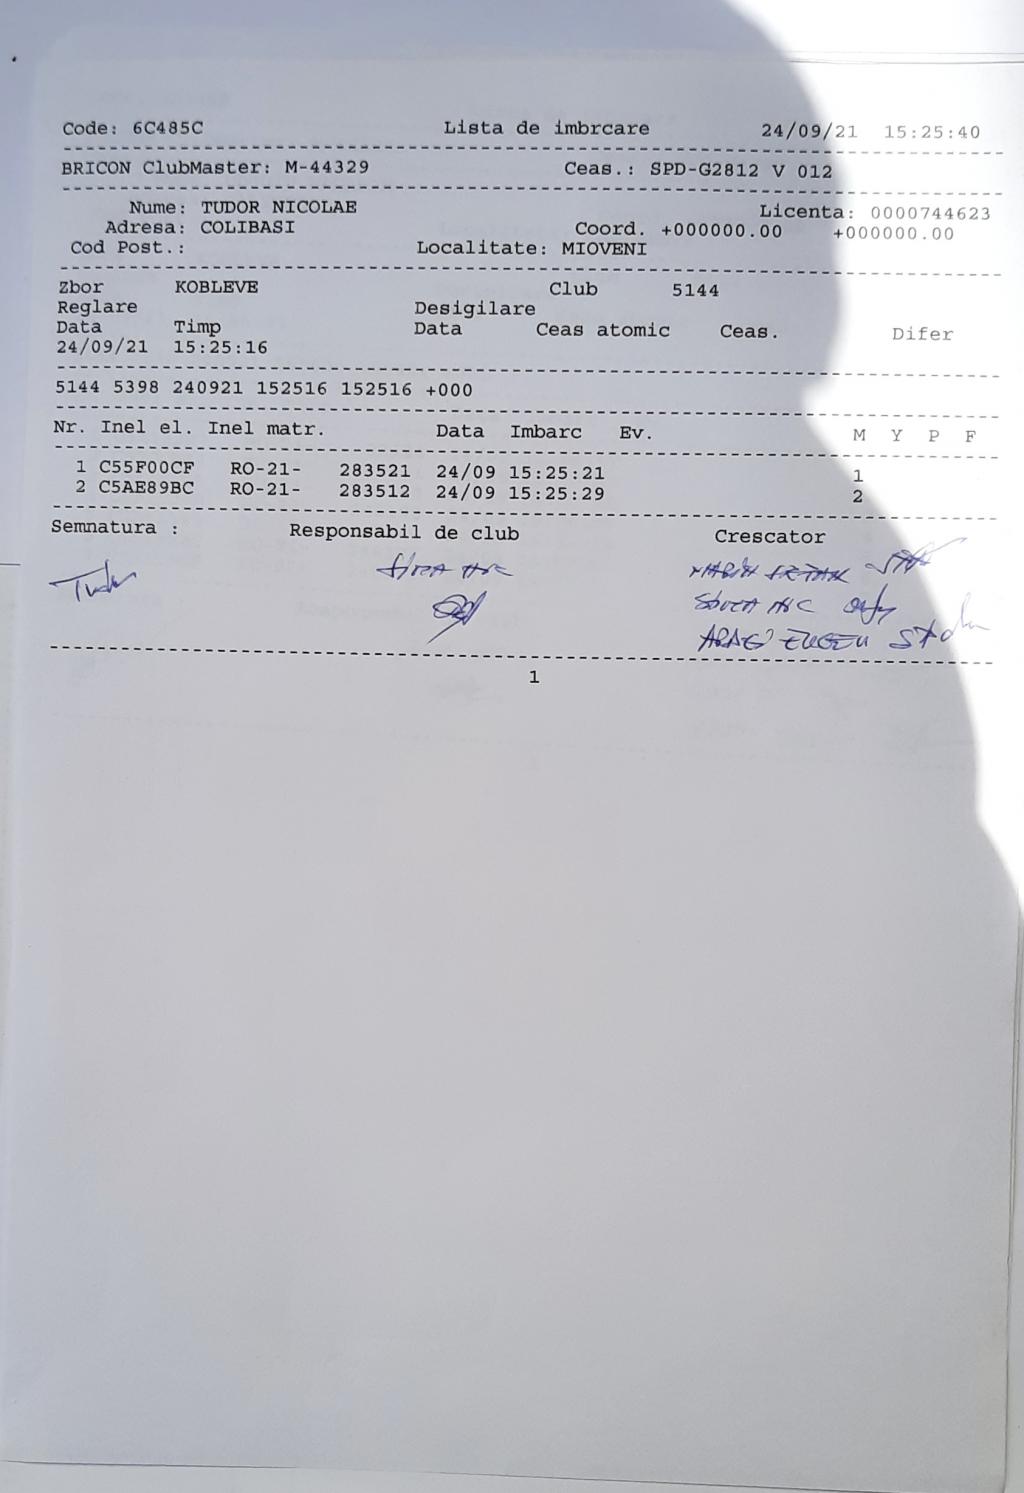 Code: 6C485C Lista de imbrcare 24/09/21 15:25:40
BRICON ClubMaster: M-44329 Ceas.: SPD-G2812 V 012
Nume: TUDOR NICOLAE Licenta: 0000744623
Adresa: COLIBASI Coord. +000000.00 +000000.00
Cod Post.: Localitate: MIOVENI
Zbor KOBLEVE Club 5144
Reglare Desigilare
Data Timp Data Ceas atomic Ceas. Difer
24/09/21 15:25:16
5144 5398 240921 152516 152516 +000
Nr. Inel el. Inel matr. Data Imbarc Ev. M Y P F
1 C55F00CF RO-21- 283521 24/09 15:25:21 1
2 C5AE89BC RO-21- 283512 24/09 15:25:29 2
Semnatura : Responsabil de club Crescator
Tudor
1